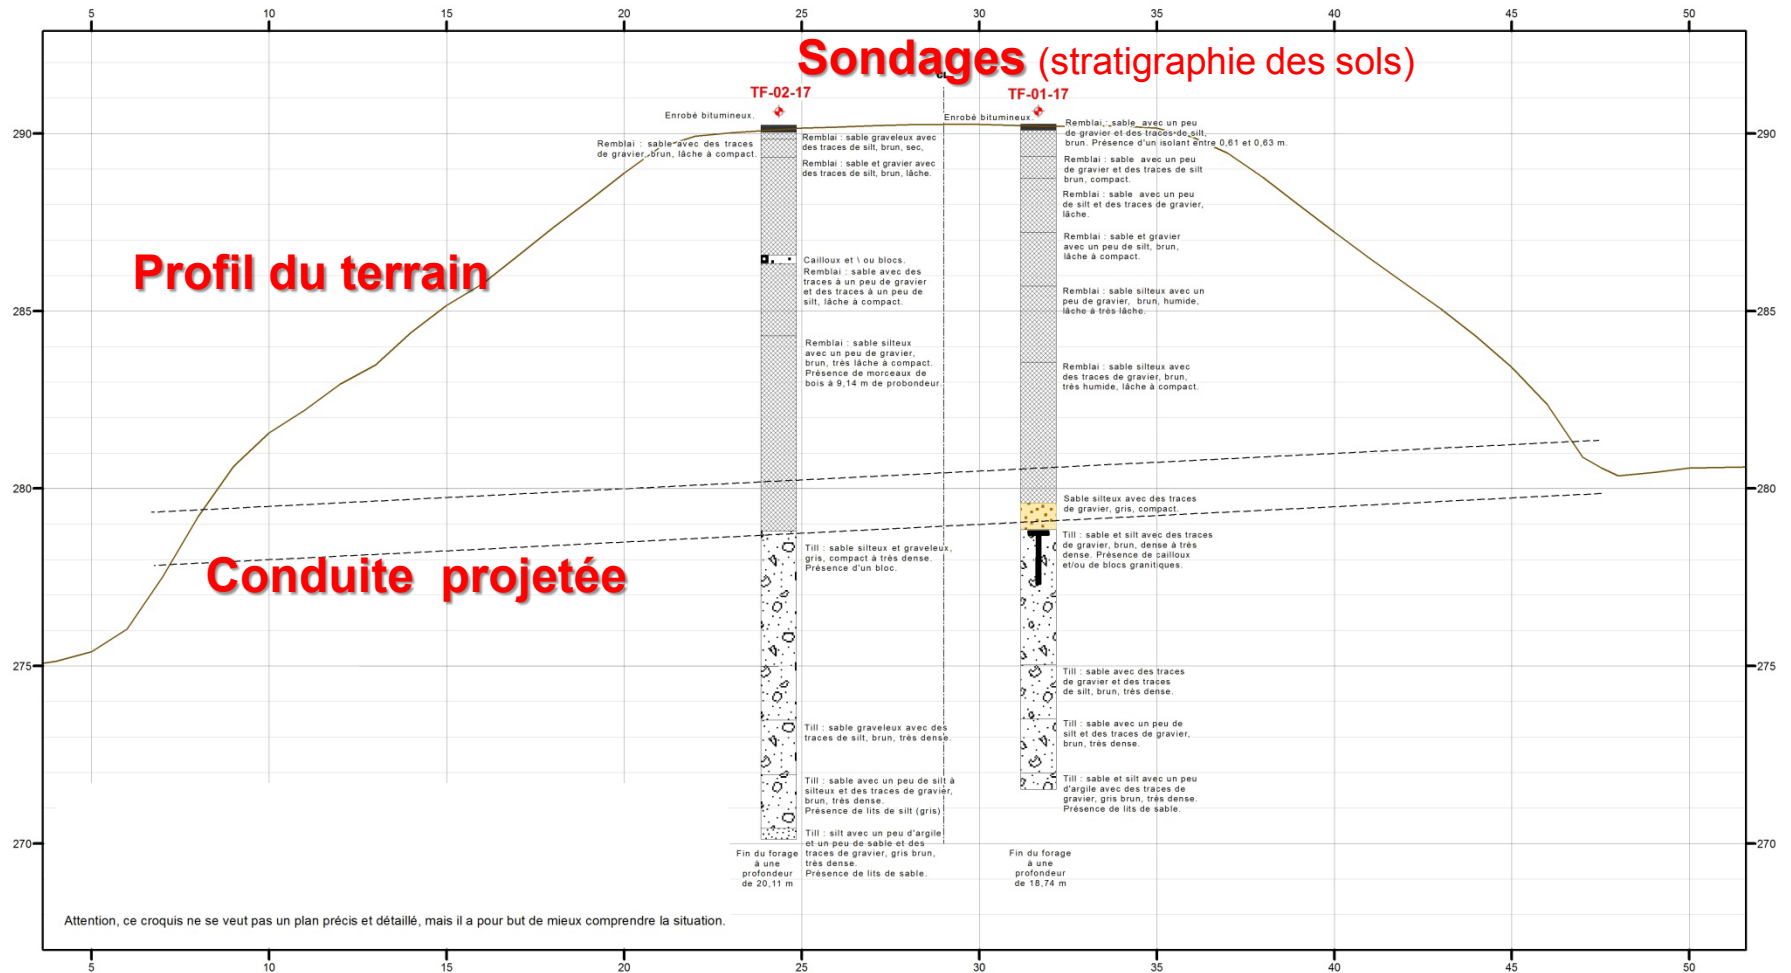 5 10 15 20 25 30 35 40 45 50
Sondages (stratigraphie des sols)
CL
TF-02-17
TF-01-17
Enrobé bitumineux.
Enrobé bitumineux.
290
290
Remblai : sable avec des traces
de gravier, brun, lâche à compact.
Remblai : sable graveleux avec
des traces de silt, brun, sec,
Remblai : sable et gravier avec
des traces de silt, brun, lâche.
Remblai : sable avec un peu
de gravier et des traces de silt,
brun. Présence d'un isolant entre 0,61 et 0,63 m.
Remblai : sable avec un peu
de gravier et des traces de silt
brun, compact.
Remblai : sable avec un peu
de silt et des traces de gravier,
lâche.
Remblai : sable et gravier
avec un peu de silt, brun,
lâche à compact.
Profil du terrain
Cailloux et \ ou blocs.
Remblai : sable avec des
traces à un peu de gravier
et des traces à un peu de
silt, lâche à compact.
Remblai : sable silteux avec un
peu de gravier, brun, humide,
lâche à très lâche.
285
285
Remblai : sable silteux
avec un peu de gravier,
brun, très lâche à compact.
Présence de morceaux de
bois à 9,14 m de probondeur.
Remblai : sable silteux avec
des traces de gravier, brun,
très humide, lâche à compact.
280
280
Sable silteux avec des traces
de gravier, gris, compact.
Conduite projetée
Till : sable silteux et graveleux,
gris, compact à très dense.
Présence d'un bloc.
Till : sable et silt avec des traces
de gravier, brun, dense à très
dense. Présence de cailloux
et/ou de blocs granitiques.
275
275
Till : sable avec des traces
de gravier et des traces
de silt, brun, très dense.
Till : sable graveleux avec des
traces de silt, brun, très dense.
Till : sable avec un peu de
silt et des traces de gravier,
brun, très dense.
Till : sable avec un peu de silt à
silteux et des traces de gravier,
brun, très dense.
Présence de lits de silt (gris)
Till : sable et silt avec un peu
d'argile avec des traces de
gravier, gris brun, très dense.
Présence de lits de sable.
270
270
Till : silt avec un peu d'argile
et un peu de sable et des
traces de gravier, gris brun,
très dense.
Présence de lits de sable.
Fin du forage
à une
profondeur
de 20,11 m
Fin du forage
à une
profondeur
de 18,74 m
Attention, ce croquis ne se veut pas un plan précis et détaillé, mais il a pour but de mieux comprendre la situation.
5 10 15 20 25 30 35 40 45 50